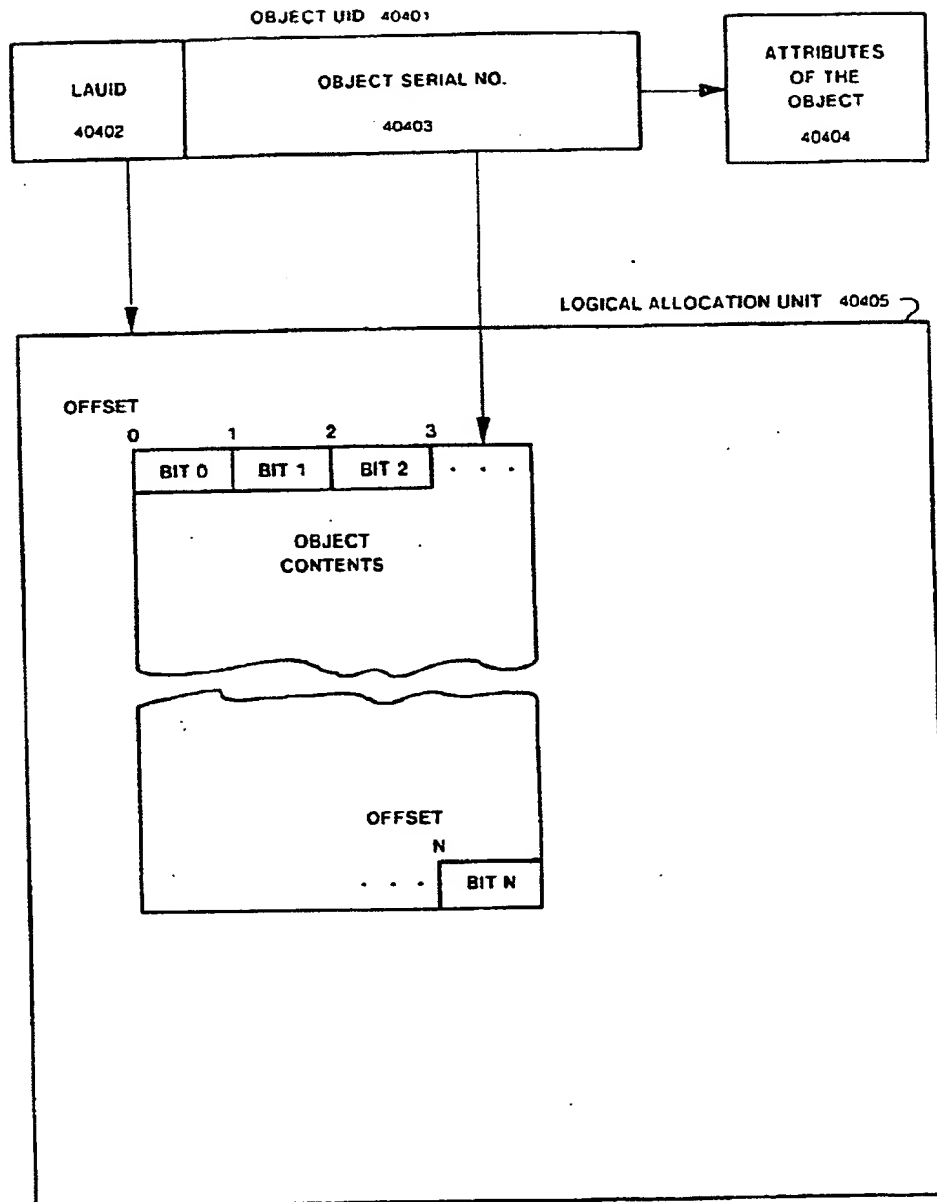 OBJECT UID 40401
LAUID
40402
OBJECT SERIAL NO.
40403
ATTRIBUTES
OF THE
OBJECT
40404
LOGICAL ALLOCATION UNIT 40405
OFFSET
0 1 2 3
BIT 0 BIT 1 BIT 2 . . .
OBJECT
CONTENTS
OFFSET
N
. . . BIT N